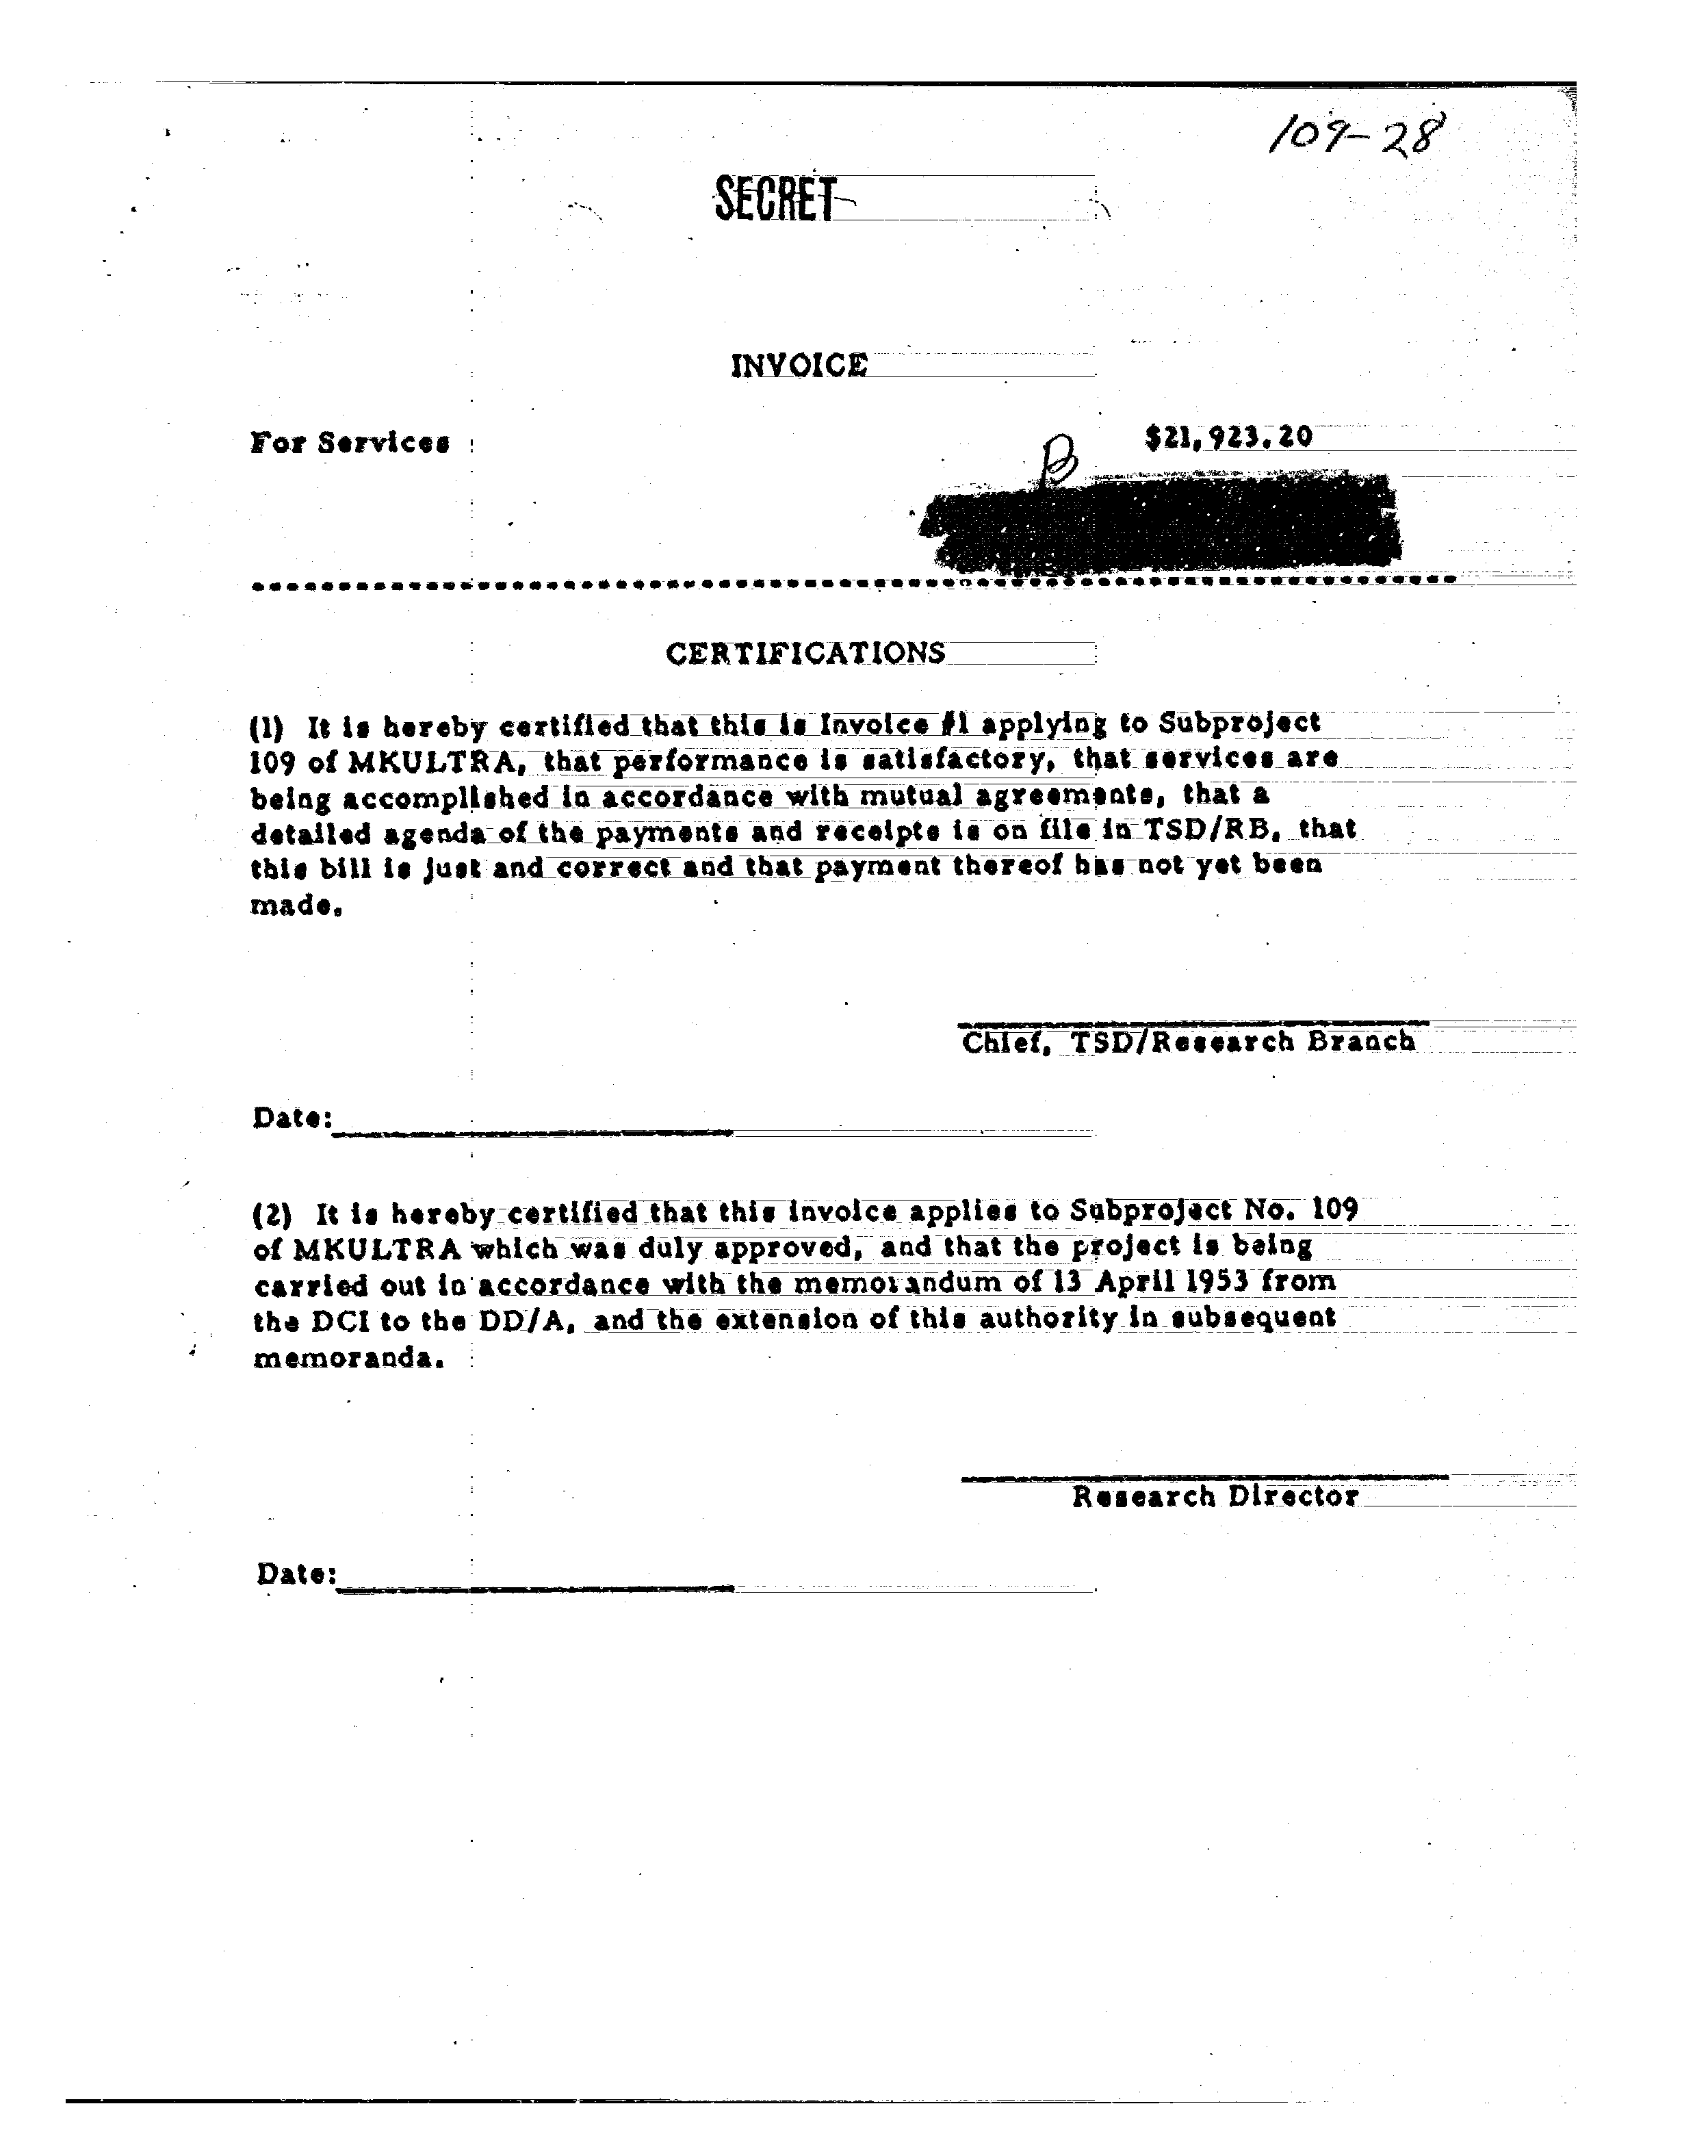 109-28
SECRET
INVOICE
For Services $21,923.20
B
CERTIFICATIONS
(1) It is hereby certified that this is Invoice #1 applying to Subproject
109 of MKULTRA, that performance is satisfactory, that services are
being accomplished in accordance with mutual agreements, that a
detailed agenda of the payments and receipts is on file in TSD/RB, that
this bill is just and correct and that payment thereof has not yet been
made.
Chief, TSD/Research Branch
Date:
(2) It is hereby certified that this invoice applies to Subproject No. 109
of MKULTRA which was duly approved, and that the project is being
carried out in accordance with the memorandum of 13 April 1953 from
the DCI to the DD/A, and the extension of this authority in subsequent
memoranda.
Research Director
Date: